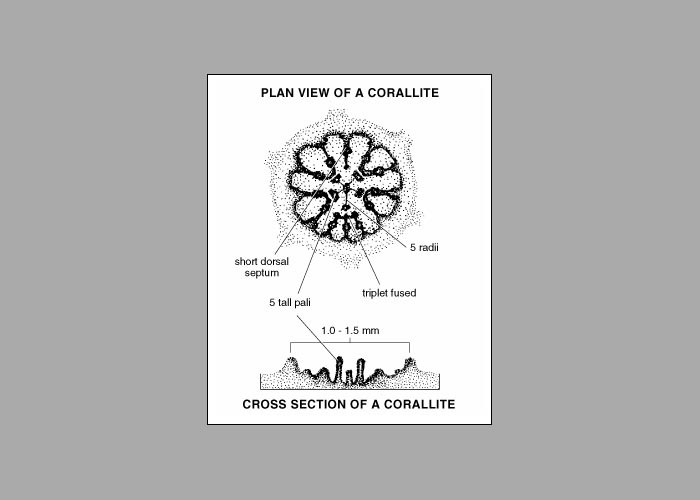 PLAN VIEW OF A CORALLITE
5 radii
short dorsal
septum
triplet fused
5 tall pali
1.0 - 1.5 mm
CROSS SECTION OF A CORALLITE